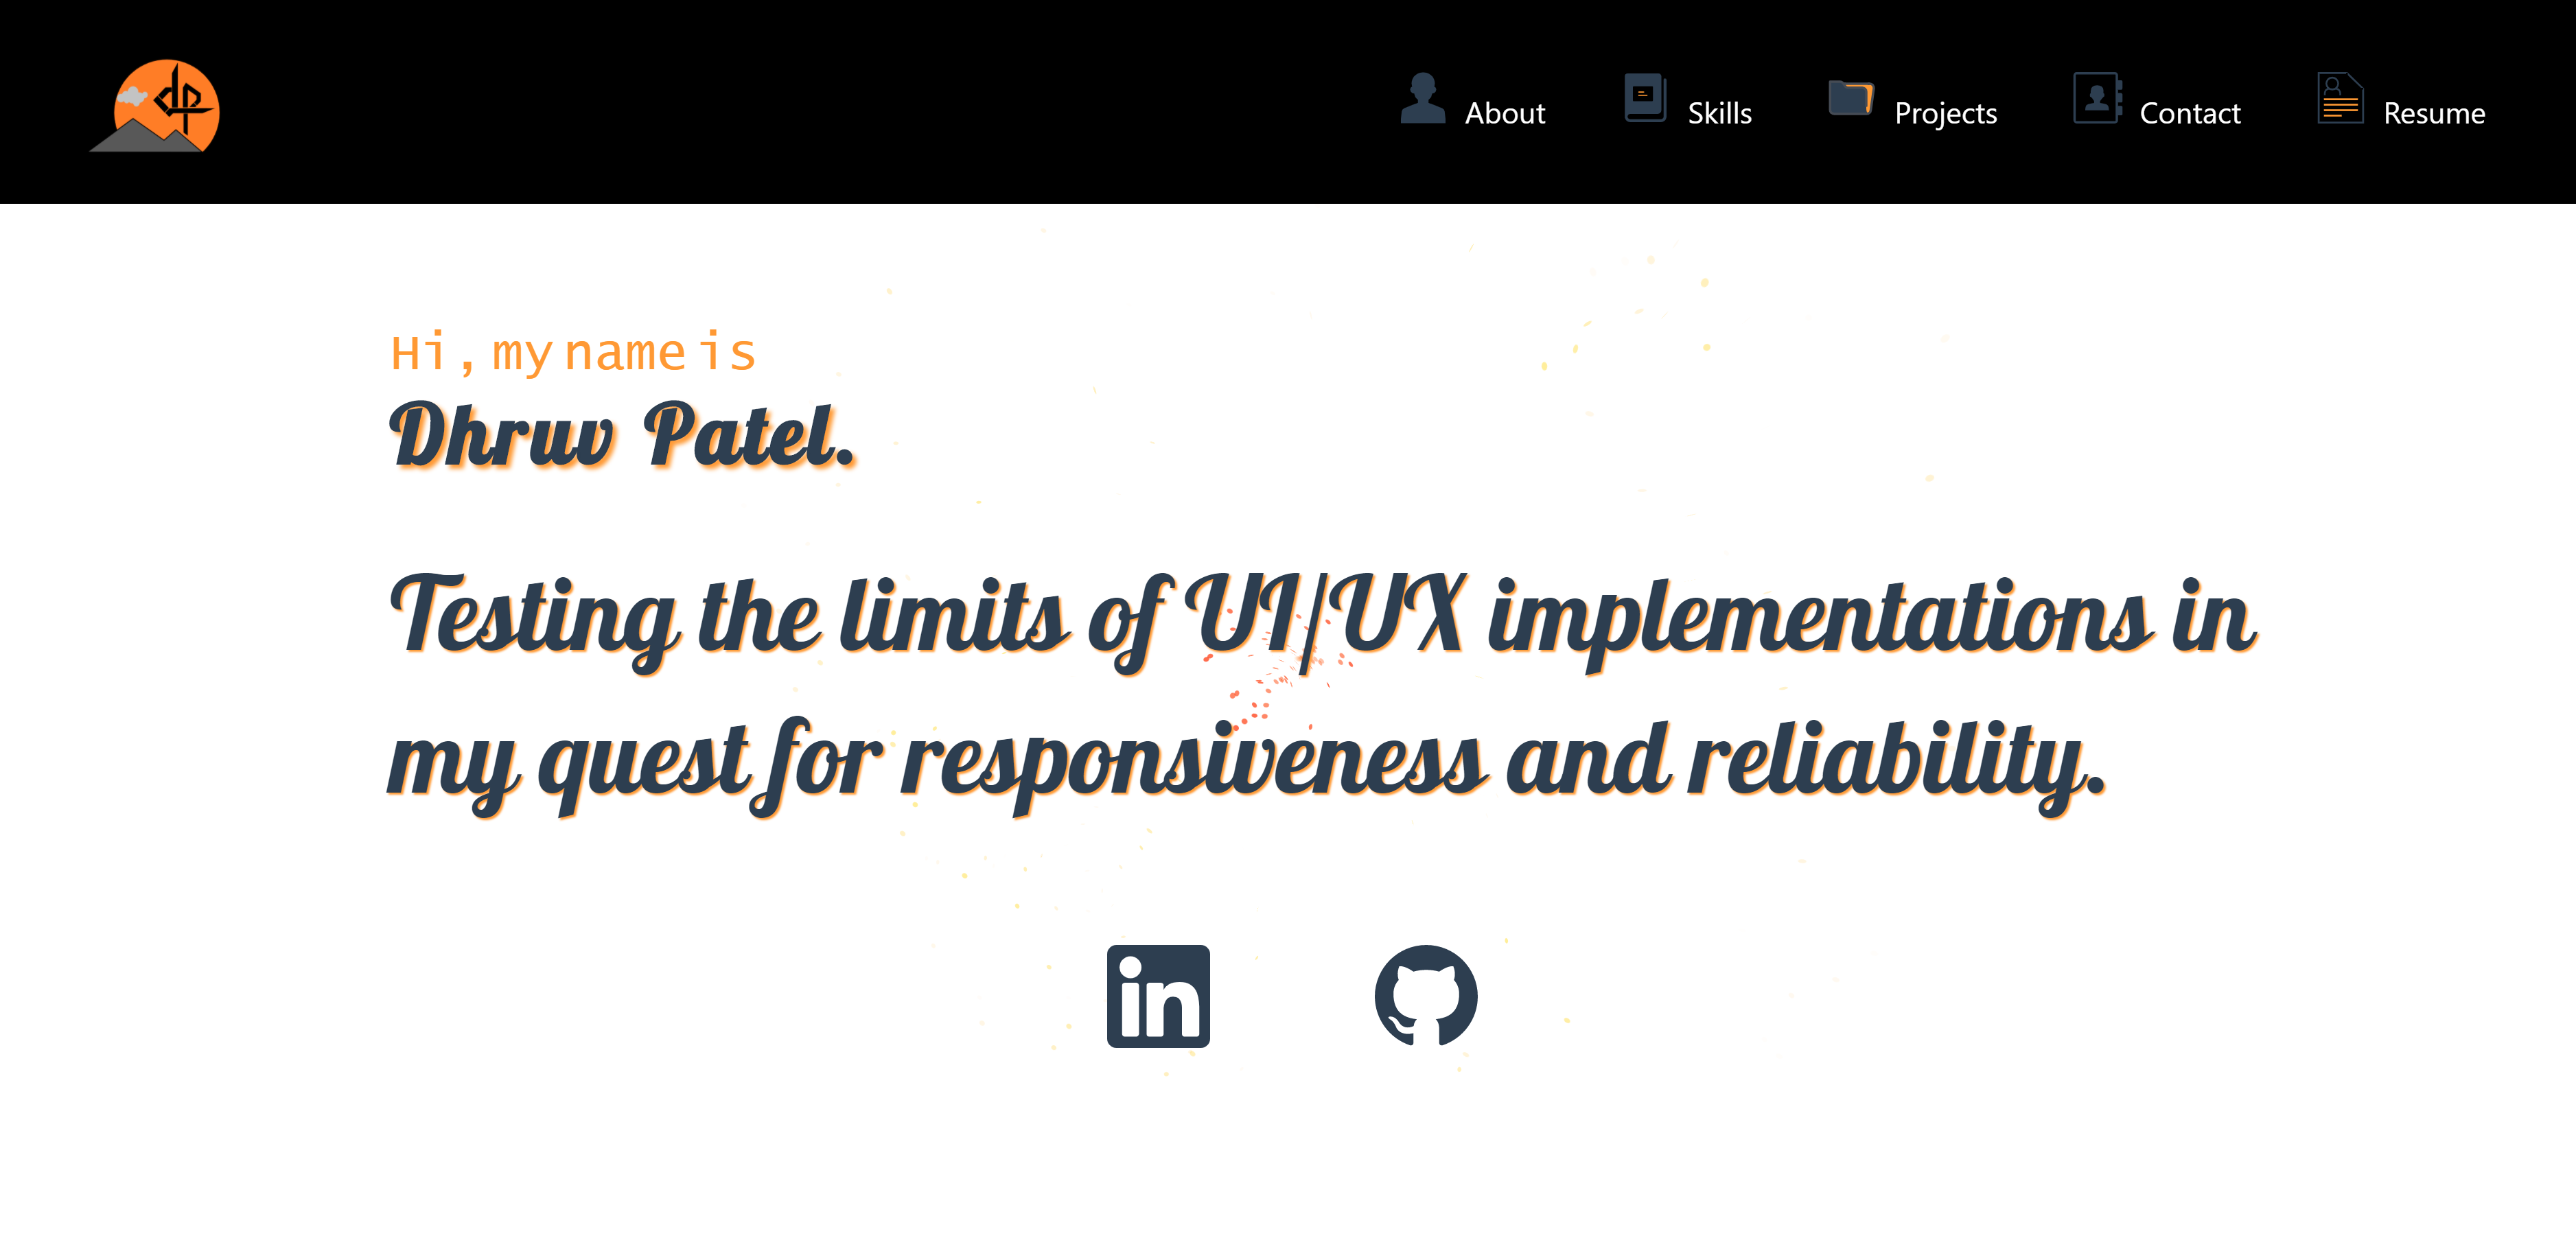 dp
About Skills Projects Contact Resume
Hi, my name is
Dhruv Patel.
Testing the limits of UI/UX implementations in
my quest for responsiveness and reliability.
in